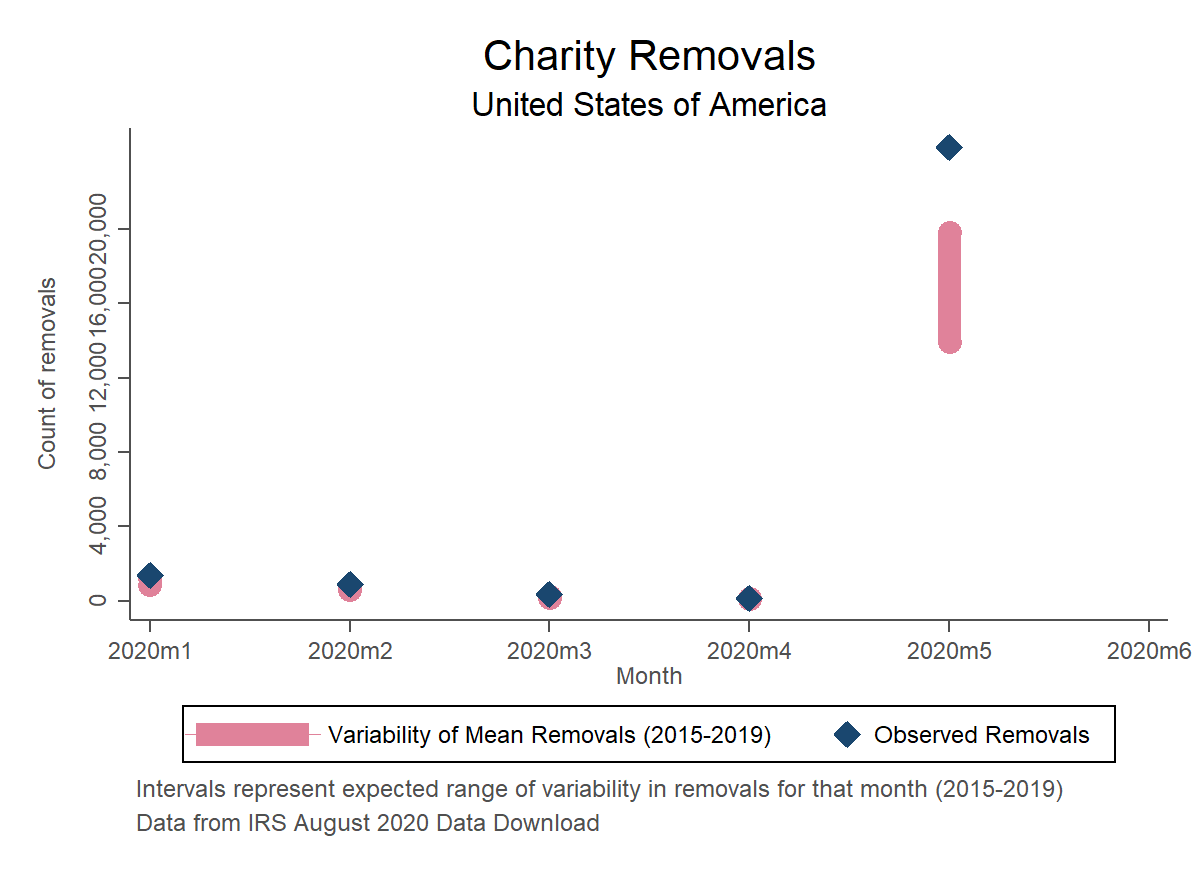 Charity Removals
United States of America
Count of removals
20,000
16,000
12,000
8,000
4,000
0
2020m1 2020m2 2020m3 2020m4 2020m5 2020m6
Month
Variability of Mean Removals (2015-2019) Observed Removals
Intervals represent expected range of variability in removals for that month (2015-2019)
Data from IRS August 2020 Data Download